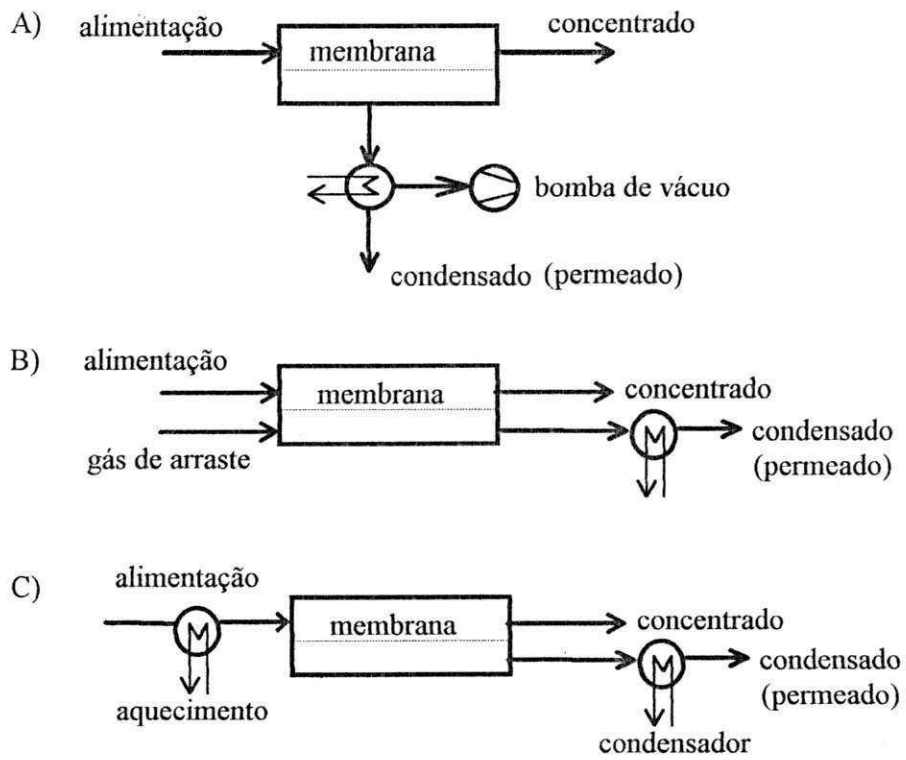 A)
alimentação
membrana
concentrado
bomba de vácuo
condensado (permeado)
B)
alimentação
membrana
gás de arraste
concentrado
condensado
(permeado)
C)
alimentação
membrana
aquecimento
concentrado
condensado
(permeado)
condensador